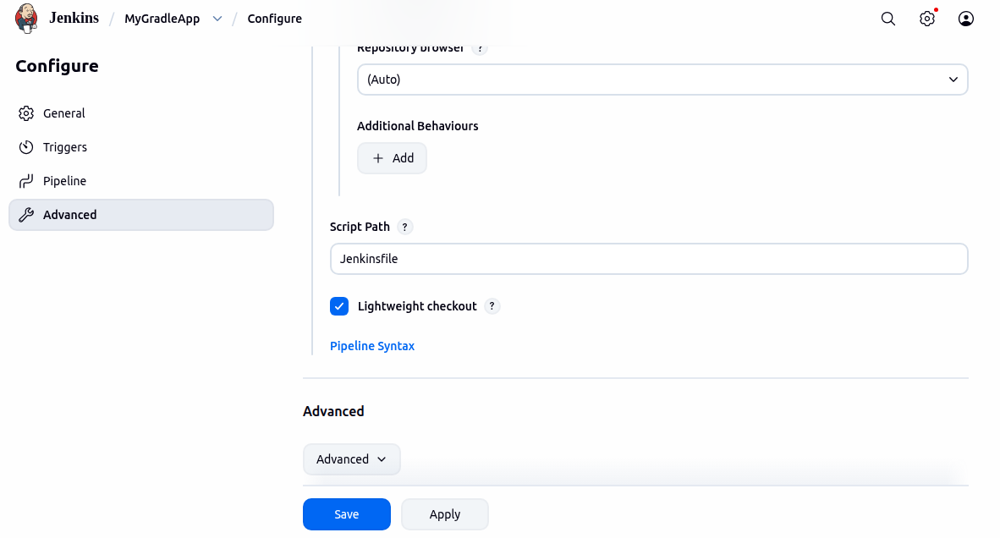 Jenkins / MyGradleApp / Configure
Configure
General
Triggers
Pipeline
Advanced
Repository browser ?
(Auto)
Additional Behaviours
+ Add
Script Path ?
Jenkinsfile
Lightweight checkout ?
Pipeline Syntax
Advanced
Advanced
Save Apply